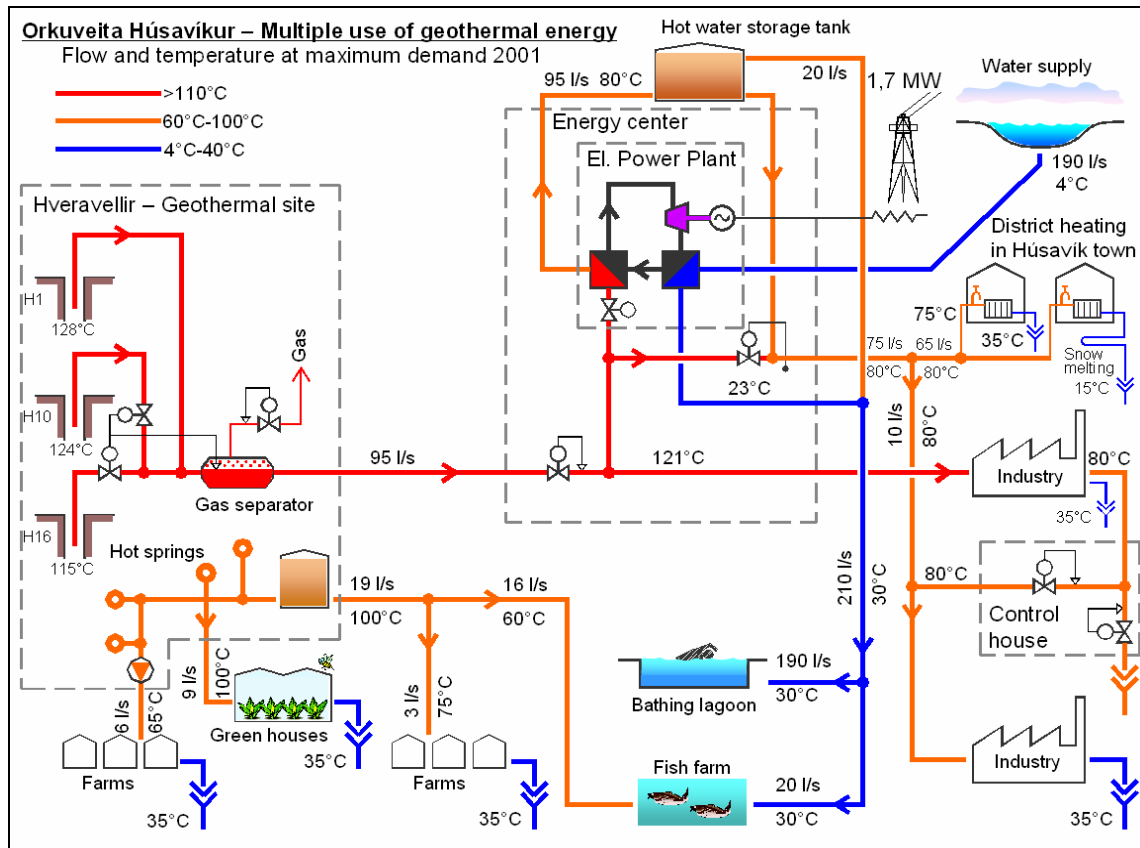 Orkuveita Húsavíkur – Multiple use of geothermal energy
Flow and temperature at maximum demand 2001
>110°C
60°C-100°C
4°C-40°C
Hot water storage tank
95 l/s 80°C
20 l/s
1,7 MW
Water supply
190 l/s
4°C
Energy center
El. Power Plant
Hveravellir – Geothermal site
H1
128°C
H10
124°C
H16
115°C
Gas
Gas separator
95 l/s
121°C
23°C
District heating
in Húsavík town
75°C
35°C
Snow
melting
15°C
75 l/s
80°C
65 l/s
80°C
10 l/s
80°C
Industry
80°C
35°C
80°C
Control
house
Hot springs
19 l/s
100°C
16 l/s
60°C
210 l/s
30°C
6 l/s
65°C
9 l/s
100°C
3 l/s
75°C
Green houses
35°C
Farms
35°C
Farms
35°C
Bathing lagoon
190 l/s
30°C
Fish farm
20 l/s
30°C
Industry
35°C